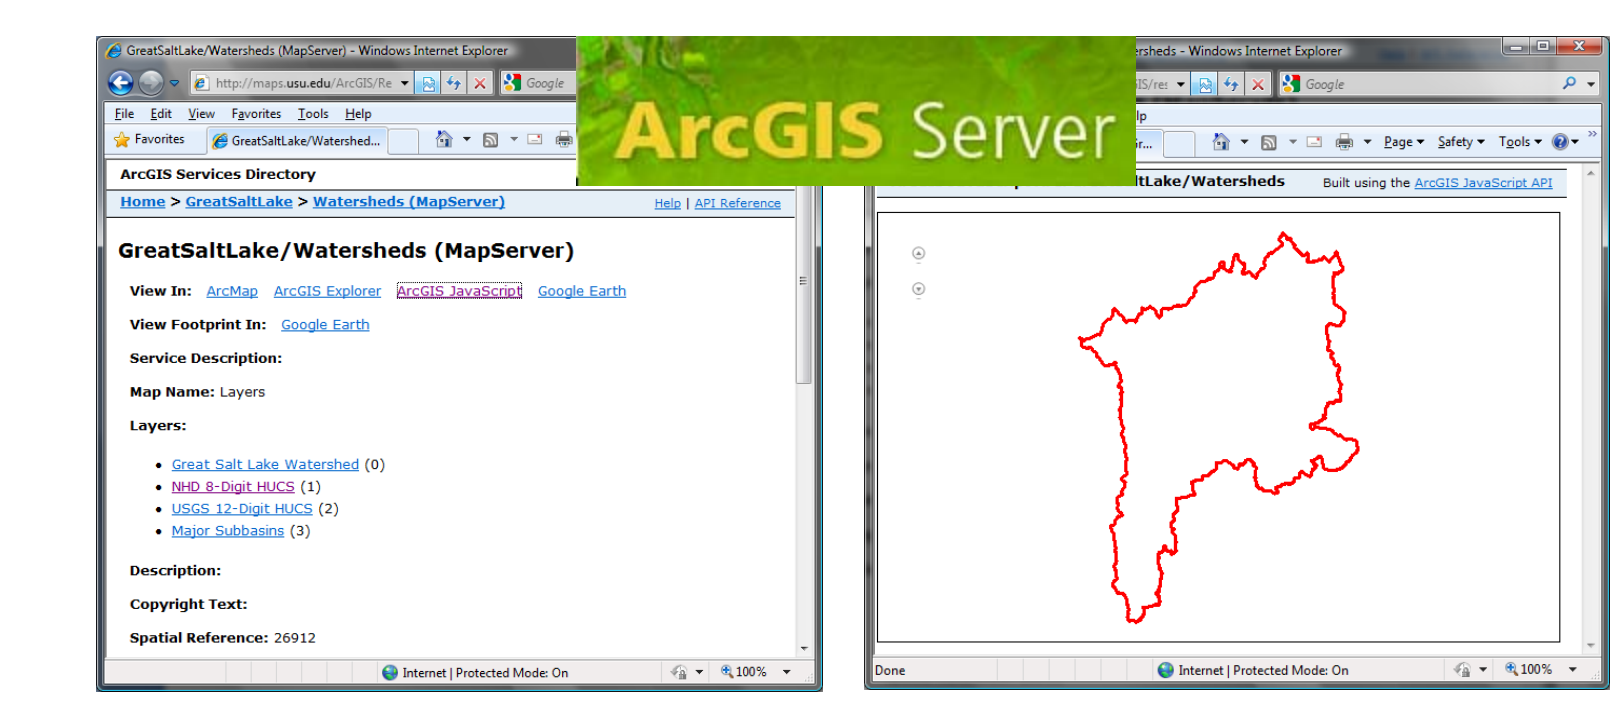 GreatSaltLake/Watersheds (MapServer) - Windows Internet Explorer
http://maps.usu.edu/ArcGIS/Re
Google
File Edit View Favorites Tools Help
Favorites
GreatSaltLake/Watershed...
ArcGIS Services Directory
Home > GreatSaltLake > Watersheds (MapServer)
Help | API Reference
GreatSaltLake/Watersheds (MapServer)
View In: ArcMap ArcGIS Explorer ArcGIS JavaScript Google Earth
View Footprint In: Google Earth
Service Description:
Map Name: Layers
Layers:
• Great Salt Lake Watershed (0)
• NHD 8-Digit HUCS (1)
• USGS 12-Digit HUCS (2)
• Major Subbasins (3)
Description:
Copyright Text:
Spatial Reference: 26912
Internet | Protected Mode: On
100%
ArcGIS Server
ersheds - Windows Internet Explorer
Google
lp
Page Safety Tools
tLake/Watersheds
Built using the ArcGIS JavaScript API
Done
Internet | Protected Mode: On
100%